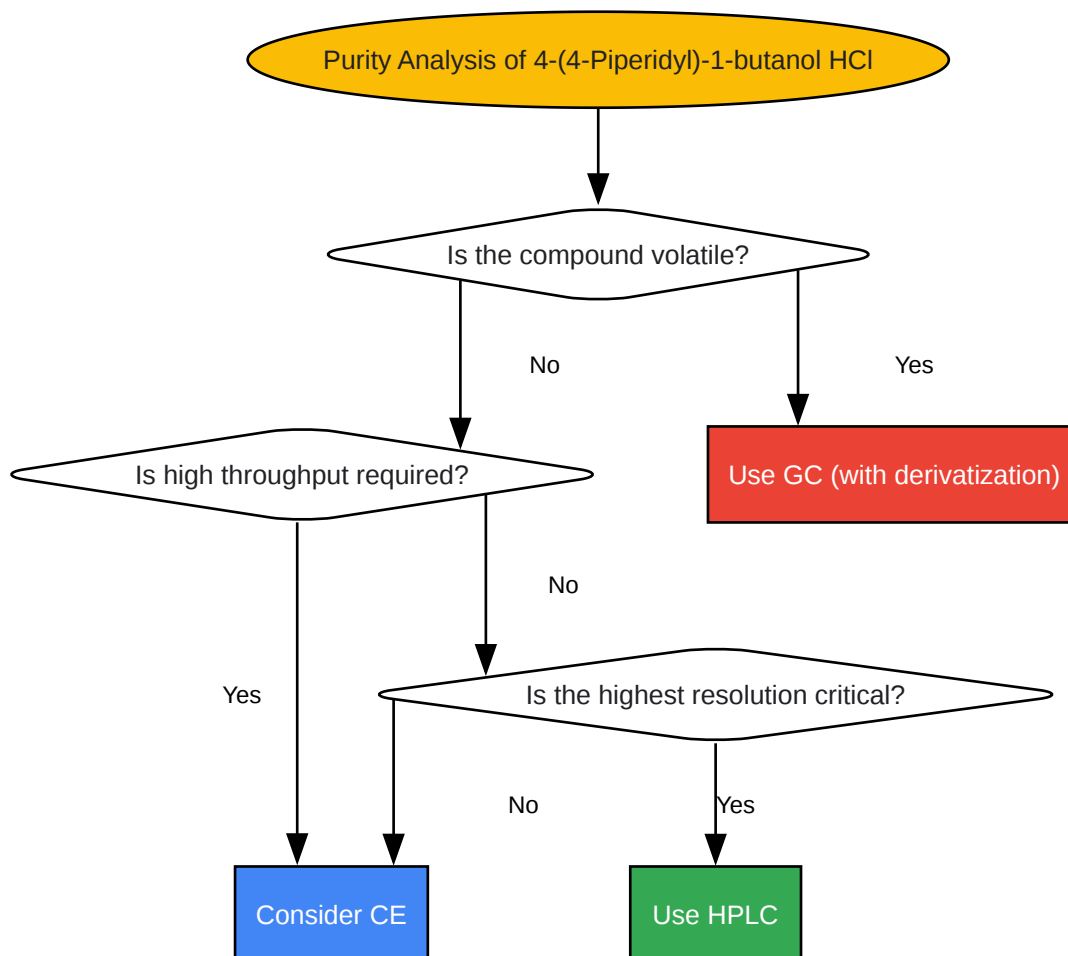 Purity Analysis of 4-(4-Piperidyl)-1-butanol HCl
Is the compound volatile?
No
Yes
Is high throughput required?
Use GC (with derivatization)
No
Yes
Is the highest resolution critical?
No
Yes
Consider CE
Use HPLC